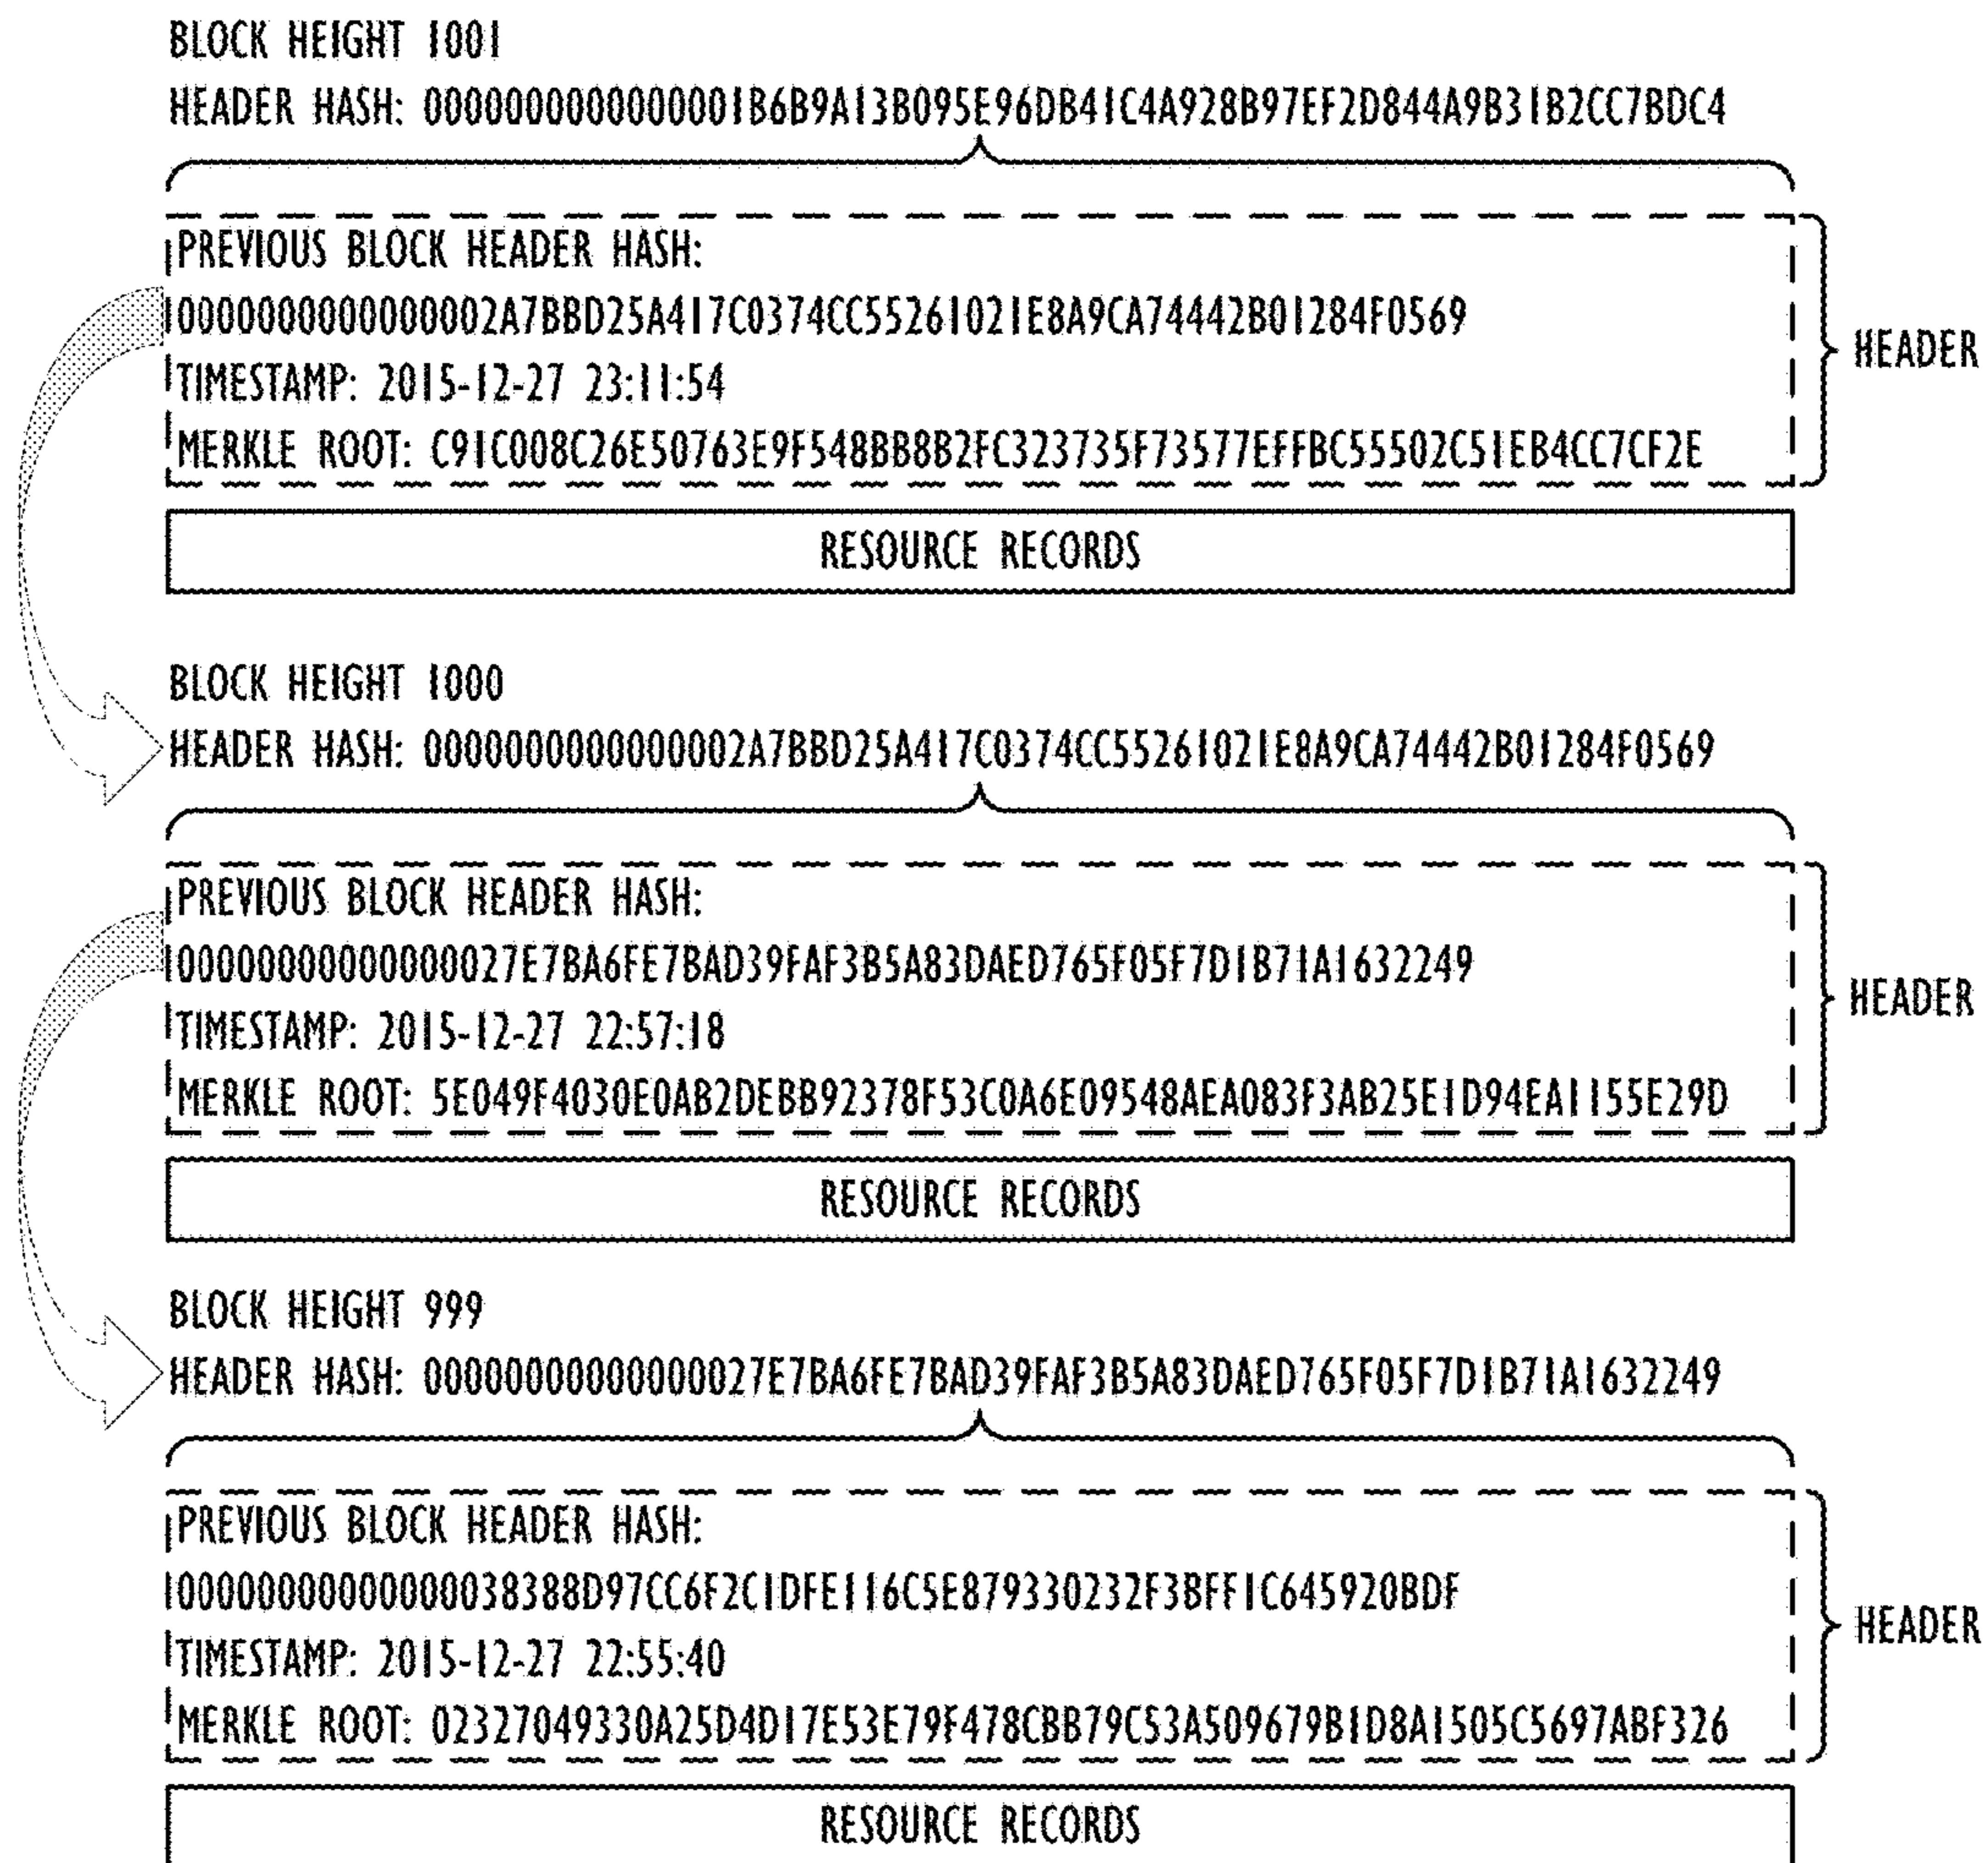 BLOCK HEIGHT 1001
HEADER HASH: 0000000000000001B6B9A13B095E96DB41C4A928B97EF2D844A9B31B2CC7BDC4
PREVIOUS BLOCK HEADER HASH:
0000000000000002A7BBD25A417C0374CC55261021E8A9CA74442B01284F0569
TIMESTAMP: 2015-12-27 23:11:54
MERKLE ROOT: C91C008C26E50763E9F548BB8B2FC323735F73577EFFBC55502C51EB4CC7CF2E
HEADER
RESOURCE RECORDS
BLOCK HEIGHT 1000
HEADER HASH: 0000000000000002A7BBD25A417C0374CC55261021E8A9CA74442B01284F0569
PREVIOUS BLOCK HEADER HASH:
00000000000000027E7BA6FE7BAD39FAF3B5A83DAED765F05F7D1B71A1632249
TIMESTAMP: 2015-12-27 22:57:18
MERKLE ROOT: 5E049F4030E0AB2DEBB92378F53C0A6E09548AEA083F3AB25E1D94EA1155E29D
HEADER
RESOURCE RECORDS
BLOCK HEIGHT 999
HEADER HASH: 00000000000000027E7BA6FE7BAD39FAF3B5A83DAED765F05F7D1B71A1632249
PREVIOUS BLOCK HEADER HASH:
00000000000000038388D97CC6F2C1DFE116C5E879330232F3BFF1C645920BDF
TIMESTAMP: 2015-12-27 22:55:40
MERKLE ROOT: 02327049330A25D4D17E53E79F478CBB79C53A509679B1D8A1505C5697ABF326
HEADER
RESOURCE RECORDS